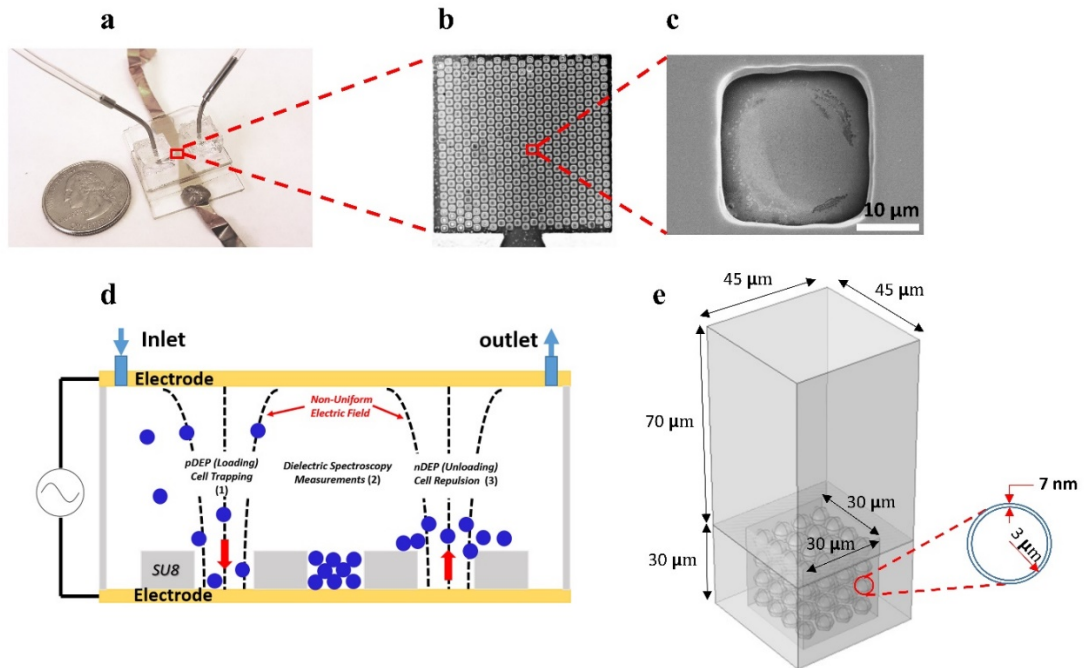 a
b
c
10 µm
d
Inlet
outlet
Electrode
Non-Uniform
Electric Field
pDEP (Loading)
Cell Trapping
(1)
Dielectric Spectroscopy
Measurements (2)
nDEP (Unloading)
Cell Repulsion (3)
SU8
Electrode
e
45 µm
45 µm
70 µm
30 µm
30 µm
30 µm
7 nm
3 µm